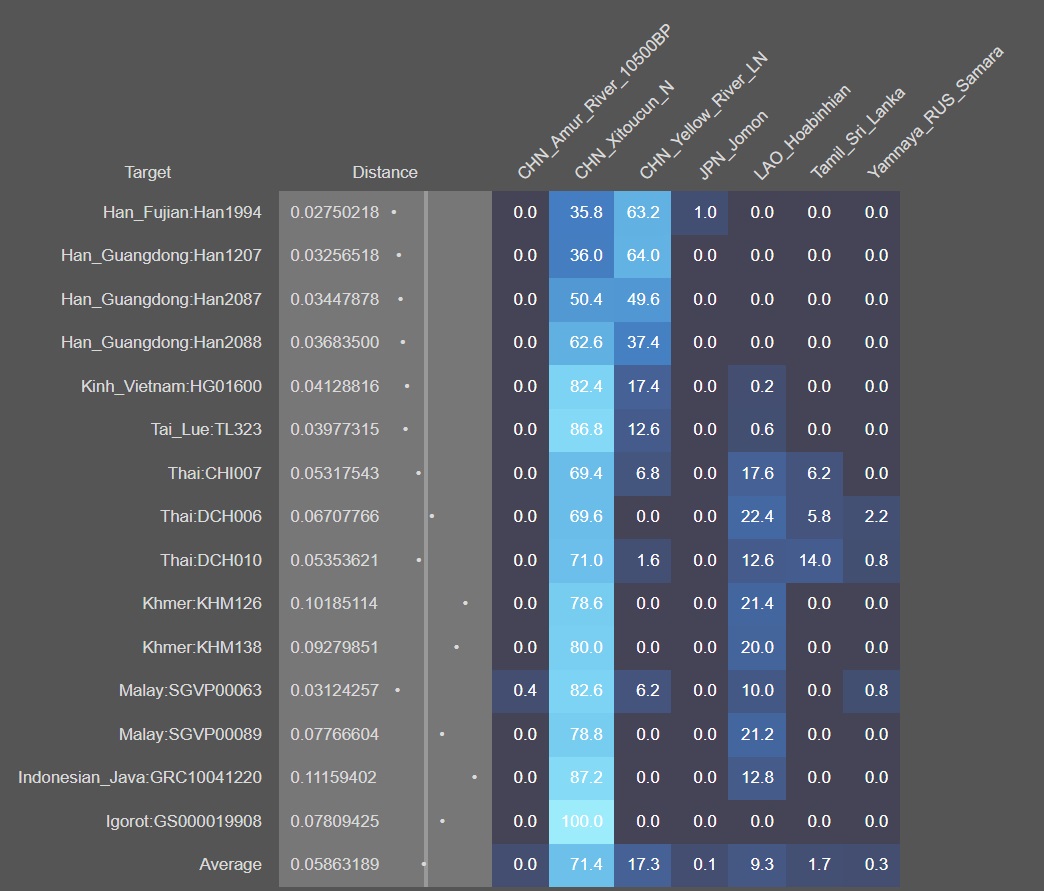 Target Distance CHN_Amur_River_10500BP CHN_Xitoucun_N CHN_Yellow_River_LN JPN_Jomon LAO_Hoabinhian Tamil_Sri_Lanka Yamnaya_RUS_Samara
Han_Fujian:Han1994 0.02750218 0.0 35.8 63.2 1.0 0.0 0.0 0.0
Han_Guangdong:Han1207 0.03256518 0.0 36.0 64.0 0.0 0.0 0.0 0.0
Han_Guangdong:Han2087 0.03447878 0.0 50.4 49.6 0.0 0.0 0.0 0.0
Han_Guangdong:Han2088 0.03683500 0.0 62.6 37.4 0.0 0.0 0.0 0.0
Kinh_Vietnam:HG01600 0.04128816 0.0 82.4 17.4 0.0 0.2 0.0 0.0
Tai_Lue:TL323 0.03977315 0.0 86.8 12.6 0.0 0.6 0.0 0.0
Thai:CHI007 0.05317543 0.0 69.4 6.8 0.0 17.6 6.2 0.0
Thai:DCH006 0.06707766 0.0 69.6 0.0 0.0 22.4 5.8 2.2
Thai:DCH010 0.05353621 0.0 71.0 1.6 0.0 12.6 14.0 0.8
Khmer:KHM126 0.10185114 0.0 78.6 0.0 0.0 21.4 0.0 0.0
Khmer:KHM138 0.09279851 0.0 80.0 0.0 0.0 20.0 0.0 0.0
Malay:SGVP00063 0.03124257 0.4 82.6 6.2 0.0 10.0 0.0 0.8
Malay:SGVP00089 0.07766604 0.0 78.8 0.0 0.0 21.2 0.0 0.0
Indonesian_Java:GRC10041220 0.11159402 0.0 87.2 0.0 0.0 12.8 0.0 0.0
Igorot:GS000019908 0.07809425 0.0 100.0 0.0 0.0 0.0 0.0 0.0
Average 0.05863189 0.0 71.4 17.3 0.1 9.3 1.7 0.3